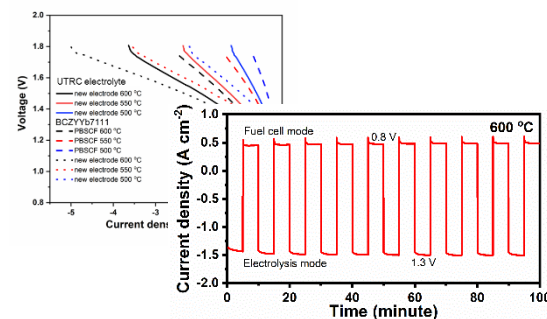 Voltage (V)
2.0
1.8
1.6
1.4
1.2
1.0
0.8
UTRC electrolyte
new electrode 600 °C
new electrode 550 °C
new electrode 500 °C
BCZYYb7111
PBSCF 600 °C
PBSCF 550 °C
PBSCF 500 °C
new electrode 600 °C
new electrode 550 °C
new electrode 500 °C
-5
-3
Current
Current density (A cm-2)
1.0
0.5
0.0
-0.5
-1.0
-1.5
-2.0
Fuel cell mode
0.8 V
600 °C
Electrolysis mode
1.3 V
0
20
40
60
80
100
Time (minute)